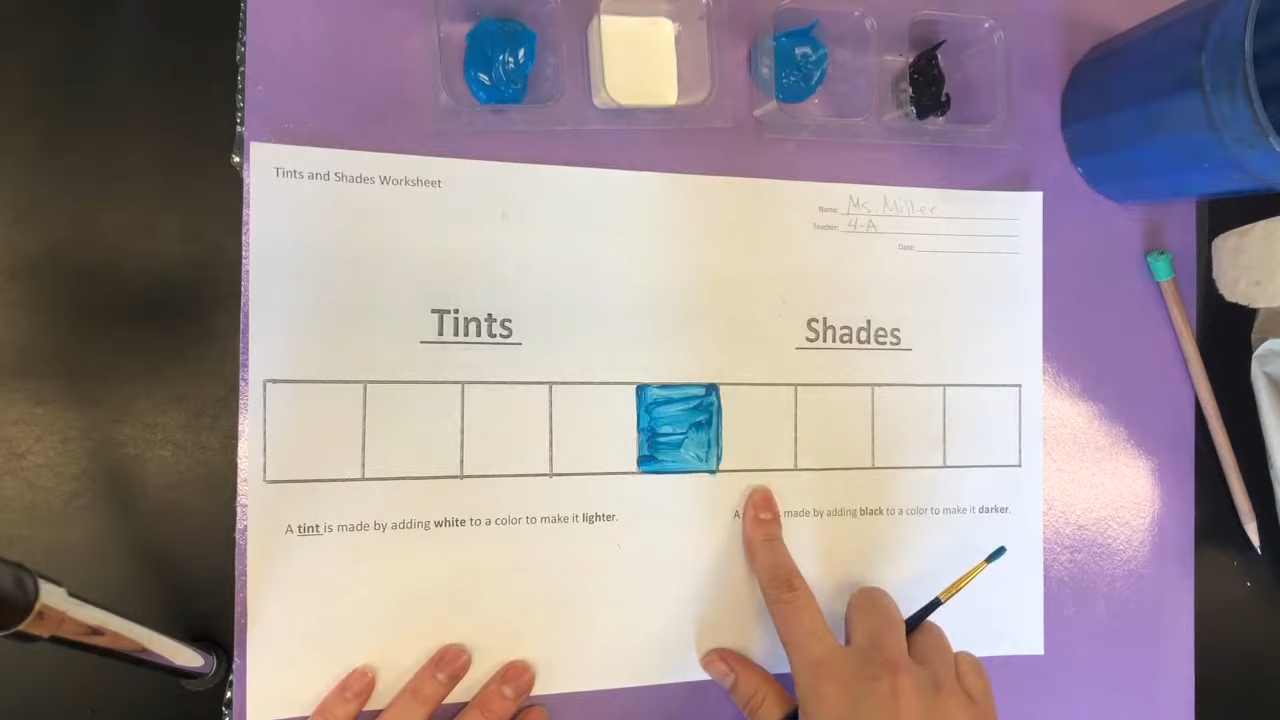 Tints and Shades Worksheet
Name: Ms. Miller
Teacher: 4-A
Date:
Tints
Shades
A tint is made by adding white to a color to make it lighter.
A made by adding black to a color to make it darker.